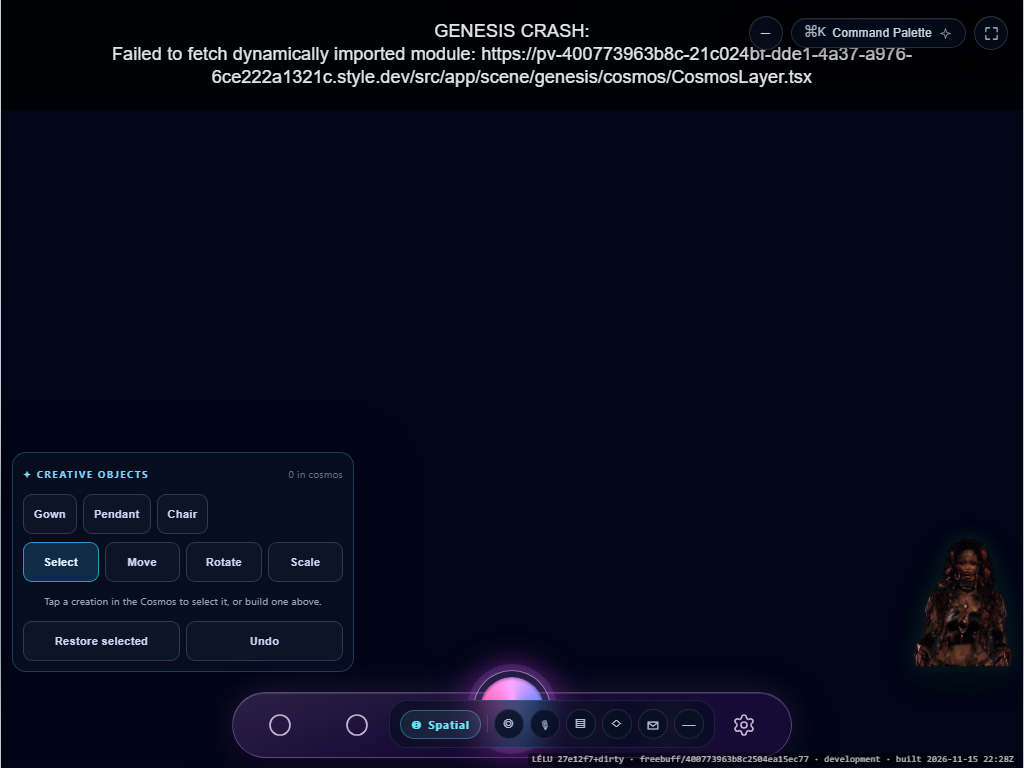 GENESIS CRASH:
Failed to fetch dynamically imported module: https://pv-400773963b8c-21c024bf-dde1-4a37-a976-
6ce222a1321c.style.dev/src/app/scene/genesis/cosmos/CosmosLayer.tsx
⌘K Command Palette
CREATIVE OBJECTS 0 in cosmos
Gown Pendant Chair
Select Move Rotate Scale
Tap a creation in the Cosmos to select it, or build one above.
Restore selected Undo
Spatial
LÉLU 27e12f7+dirty · freebuff/400773963b8c2504ea15ec77 · development · built 2026-11-15 22:28Z